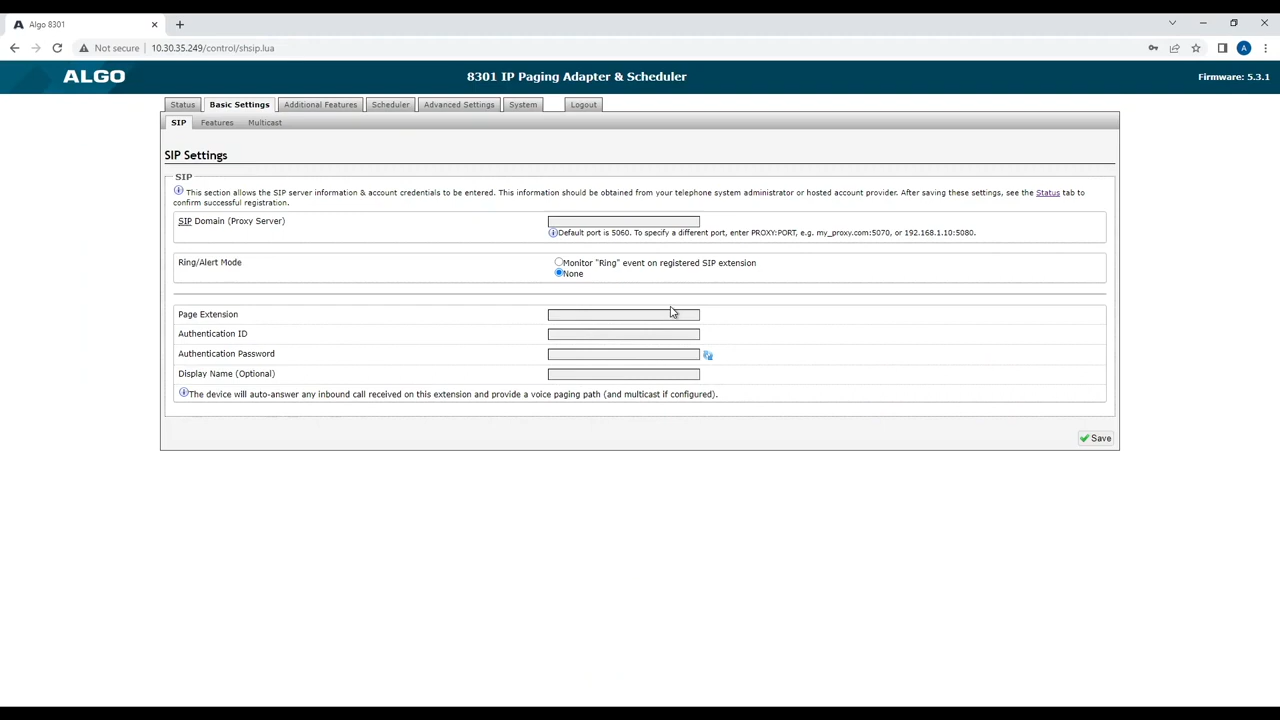 Algo 8301
Not secure
10.30.35.249/control/shsip.lua
A
ALGO
8301 IP Paging Adapter & Scheduler
Firmware: 5.3.1
Status
Basic Settings
Additional Features
Scheduler
Advanced Settings
System
Logout
SIP
Features
Multicast
SIP Settings
SIP
This section allows the SIP server information & account credentials to be entered. This information should be obtained from your telephone system administrator or hosted account provider. After saving these settings, see the Status tab to
confirm successful registration.
SIP Domain (Proxy Server)
Default port is 5060. To specify a different port, enter PROXY:PORT, e.g. my_proxy.com:5070, or 192.168.1.10:5080.
Ring/Alert Mode
Monitor "Ring" event on registered SIP extension
None
Page Extension
Authentication ID
Authentication Password
Display Name (Optional)
The device will auto-answer any inbound call received on this extension and provide a voice paging path (and multicast if configured).
Save